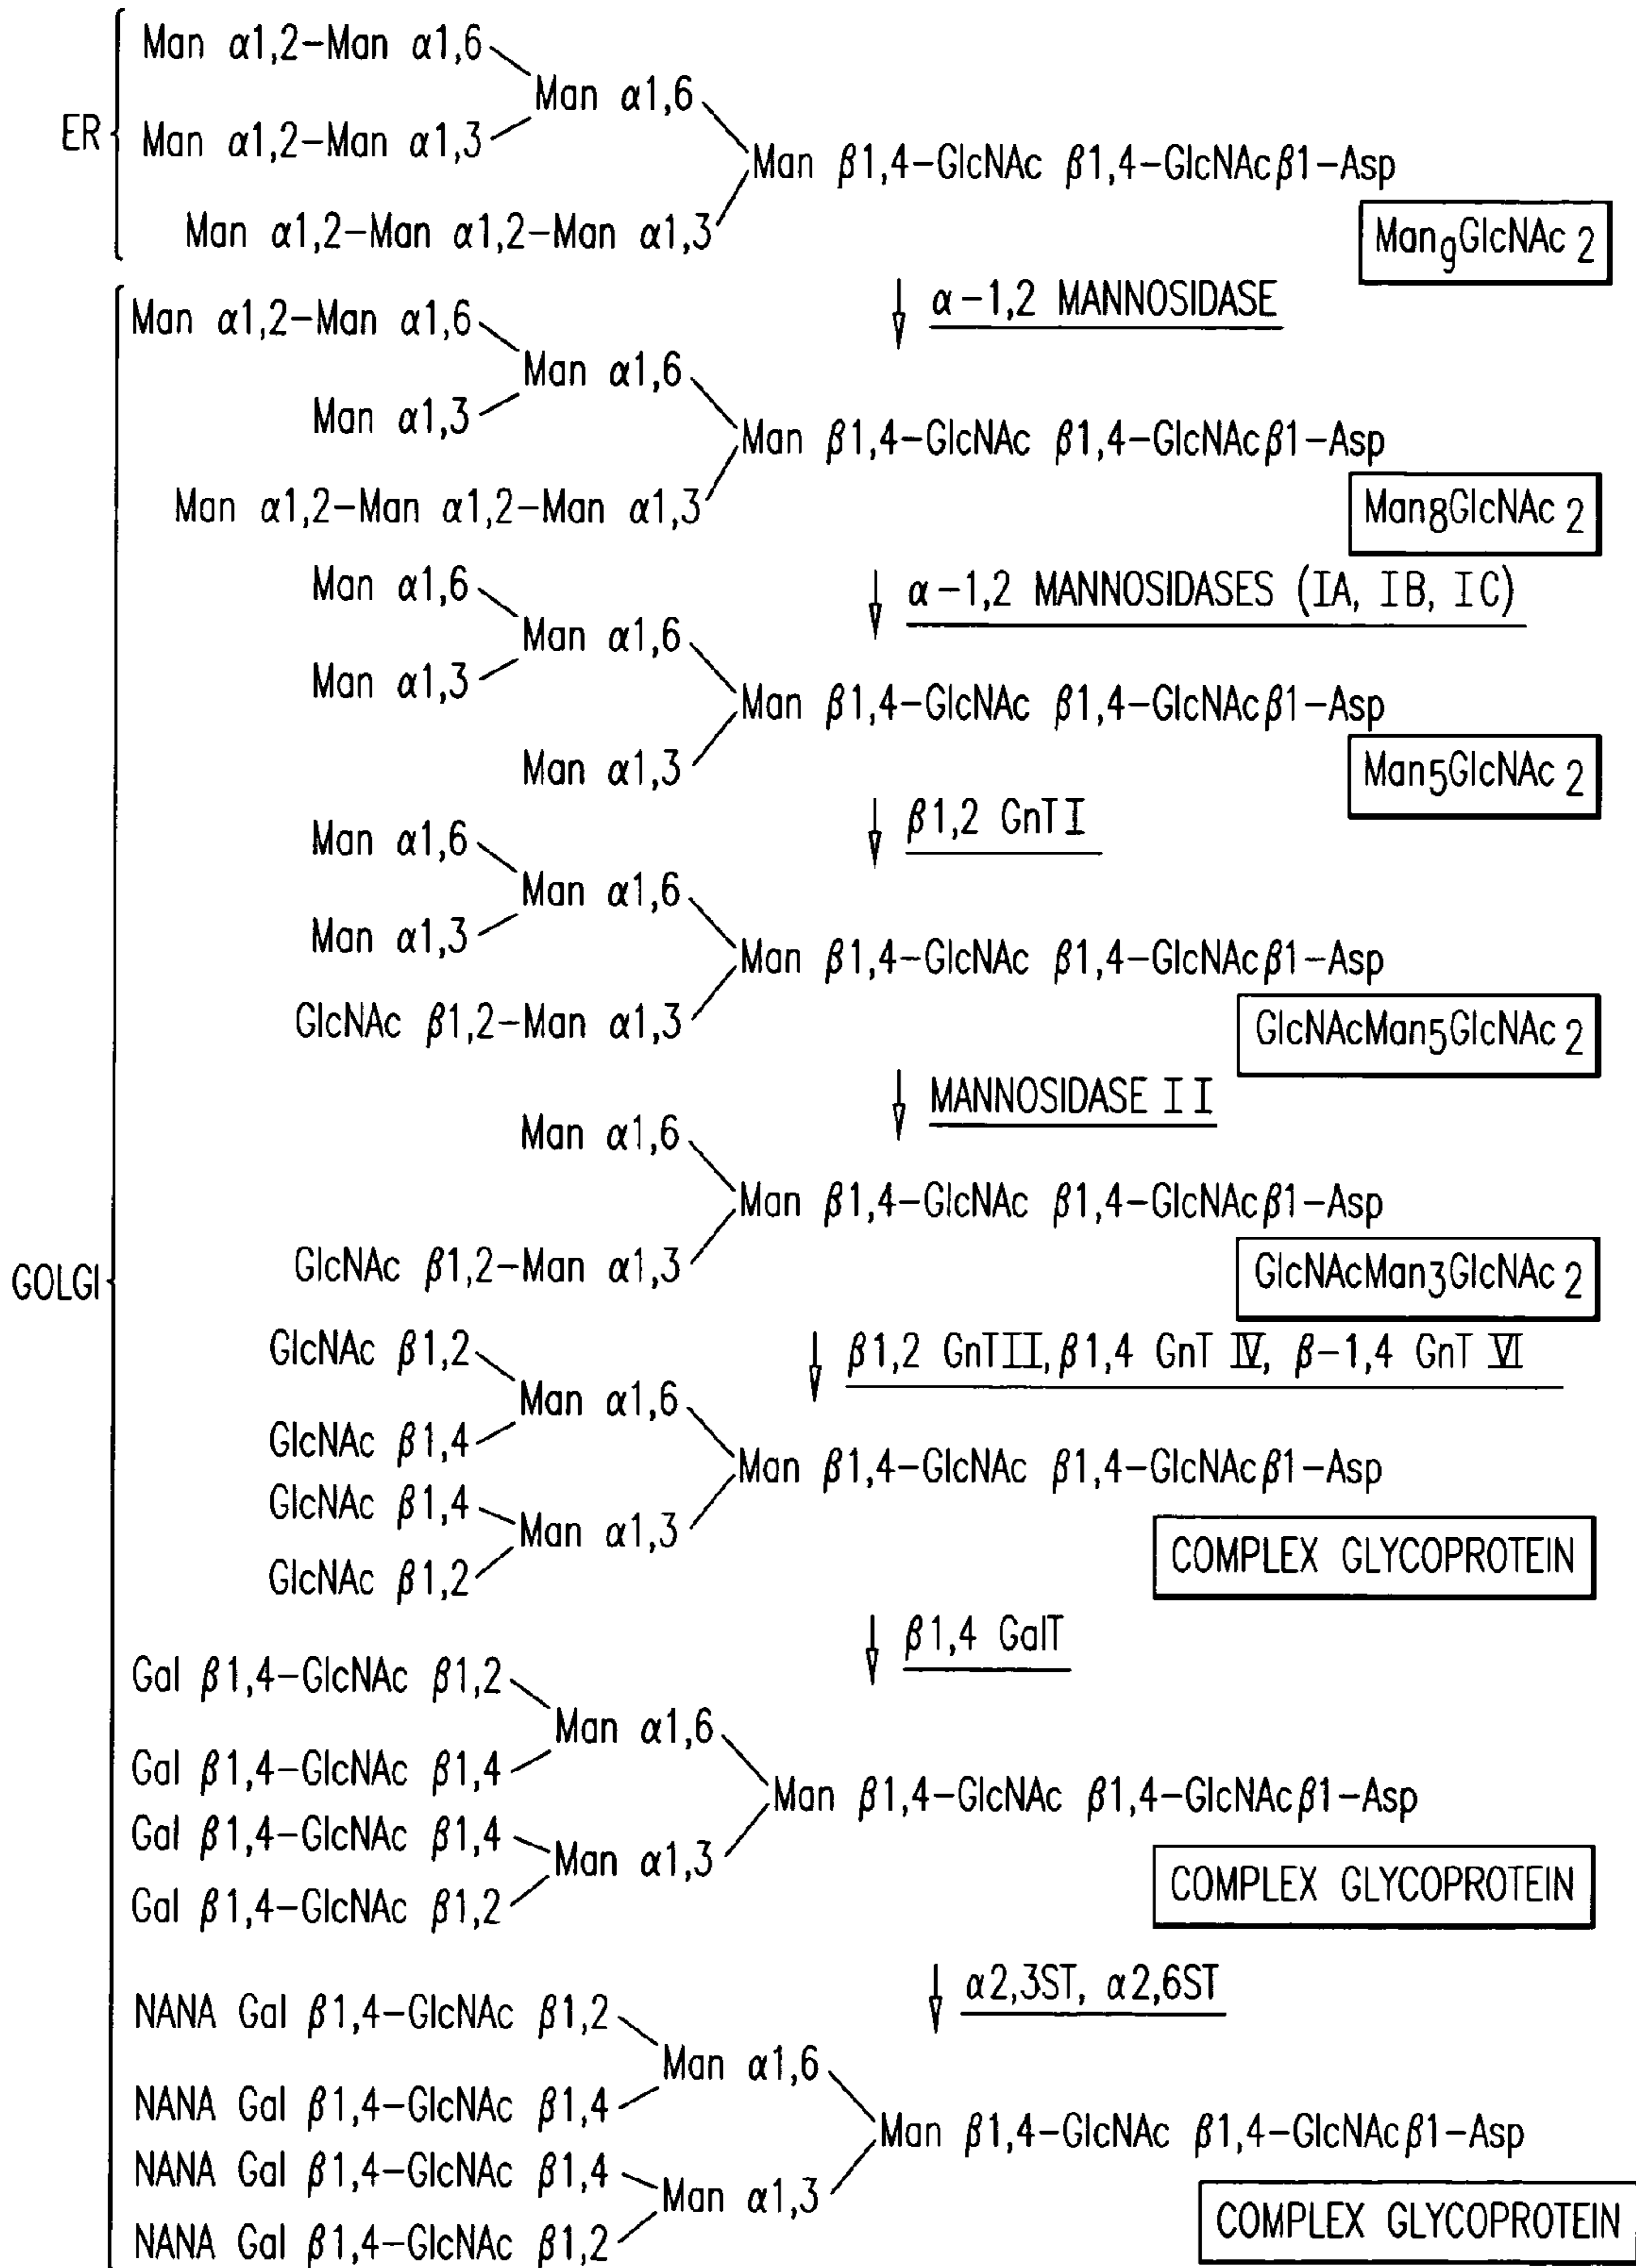 Man α1,2–Man α1,6
Man α1,6
ER
Man α1,2–Man α1,3
Man β1,4–GlcNAc β1,4–GlcNAcβ1–Asp
Man α1,2–Man α1,2–Man α1,3
Man9GlcNAc 2
α–1,2 MANNOSIDASE
Man α1,2–Man α1,6
Man α1,6
Man α1,3
Man β1,4–GlcNAc β1,4–GlcNAcβ1–Asp
Man α1,2–Man α1,2–Man α1,3
Man8GlcNAc 2
α–1,2 MANNOSIDASES (IA, IB, IC)
Man α1,6
Man α1,6
Man α1,3
Man β1,4–GlcNAc β1,4–GlcNAcβ1–Asp
Man α1,3
Man5GlcNAc 2
β1,2 GnTI
Man α1,6
Man α1,6
Man α1,3
Man β1,4–GlcNAc β1,4–GlcNAcβ1–Asp
GlcNAc β1,2–Man α1,3
GlcNAcMan5GlcNAc 2
MANNOSIDASE II
Man α1,6
Man β1,4–GlcNAc β1,4–GlcNAcβ1–Asp
GlcNAc β1,2–Man α1,3
GlcNAcMan3GlcNAc 2
GOLGI
β1,2 GnTII, β1,4 GnT IV, β–1,4 GnT VI
GlcNAc β1,2
Man α1,6
GlcNAc β1,4
Man β1,4–GlcNAc β1,4–GlcNAcβ1–Asp
GlcNAc β1,4
Man α1,3
GlcNAc β1,2
COMPLEX GLYCOPROTEIN
β1,4 GalT
Gal β1,4–GlcNAc β1,2
Man α1,6
Gal β1,4–GlcNAc β1,4
Man β1,4–GlcNAc β1,4–GlcNAcβ1–Asp
Gal β1,4–GlcNAc β1,4
Man α1,3
Gal β1,4–GlcNAc β1,2
COMPLEX GLYCOPROTEIN
α2,3ST, α2,6ST
NANA Gal β1,4–GlcNAc β1,2
Man α1,6
NANA Gal β1,4–GlcNAc β1,4
Man β1,4–GlcNAc β1,4–GlcNAcβ1–Asp
NANA Gal β1,4–GlcNAc β1,4
Man α1,3
NANA Gal β1,4–GlcNAc β1,2
COMPLEX GLYCOPROTEIN